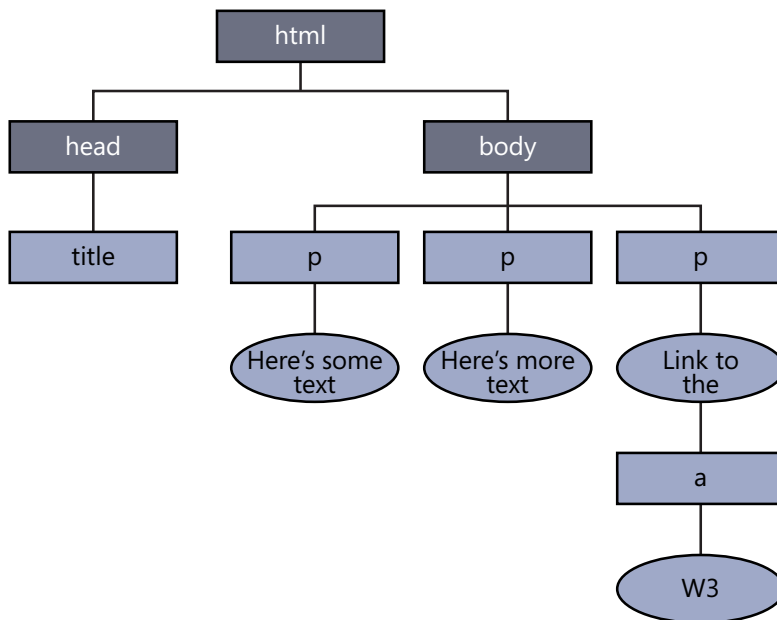 html
head
body
title
p
p
p
Here’s some
text
Here’s more
text
Link to
the
a
W3